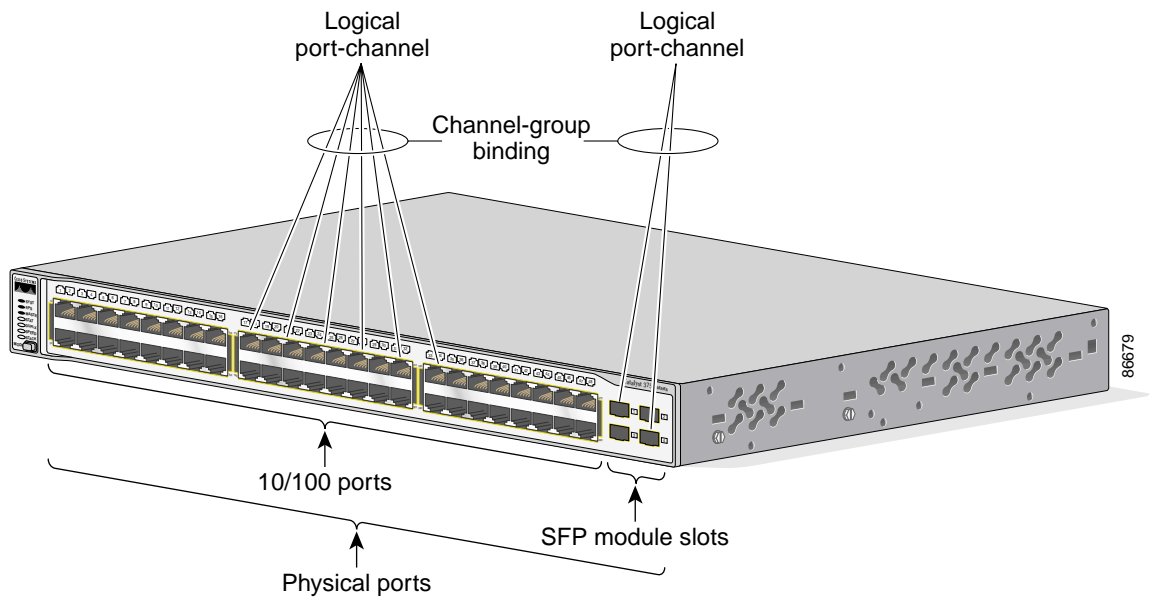 Logical
port-channel
Logical
port-channel
Channel-group
binding
86679
10/100 ports
SFP module slots
Physical ports